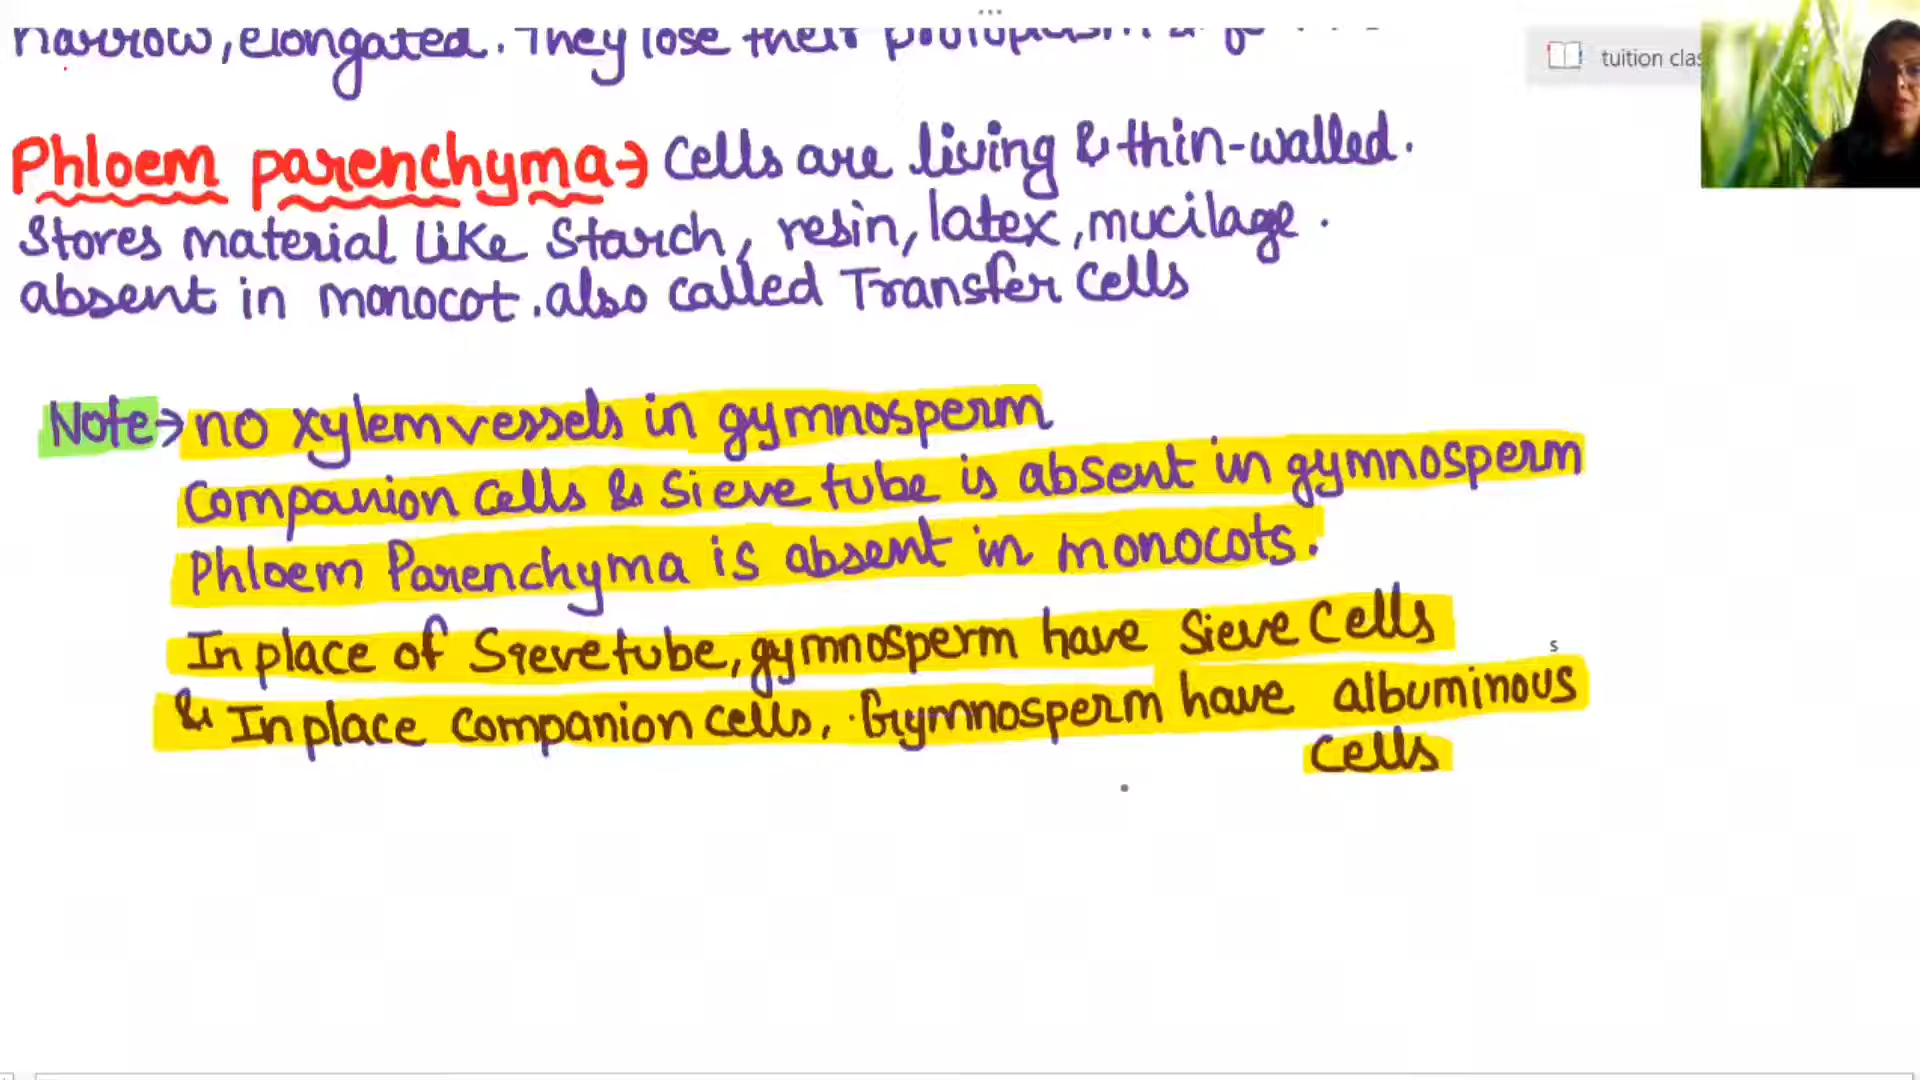 narrow, elongated. They lose their
tuition clas
Phloem parenchyma→ Cells are living & thin-walled.
Stores material like Starch, resin, latex, mucilage.
absent in monocot. also called Transfer Cells
Note→ no xylem vessels in gymnosperm
Companion Cells & Sieve tube is absent in gymnosperm
Phloem Parenchyma is absent in monocots.
In place of Sieve tube, gymnosperm have Sieve Cells
s
& In place companion cells, Gymnosperm have albuminous
cells